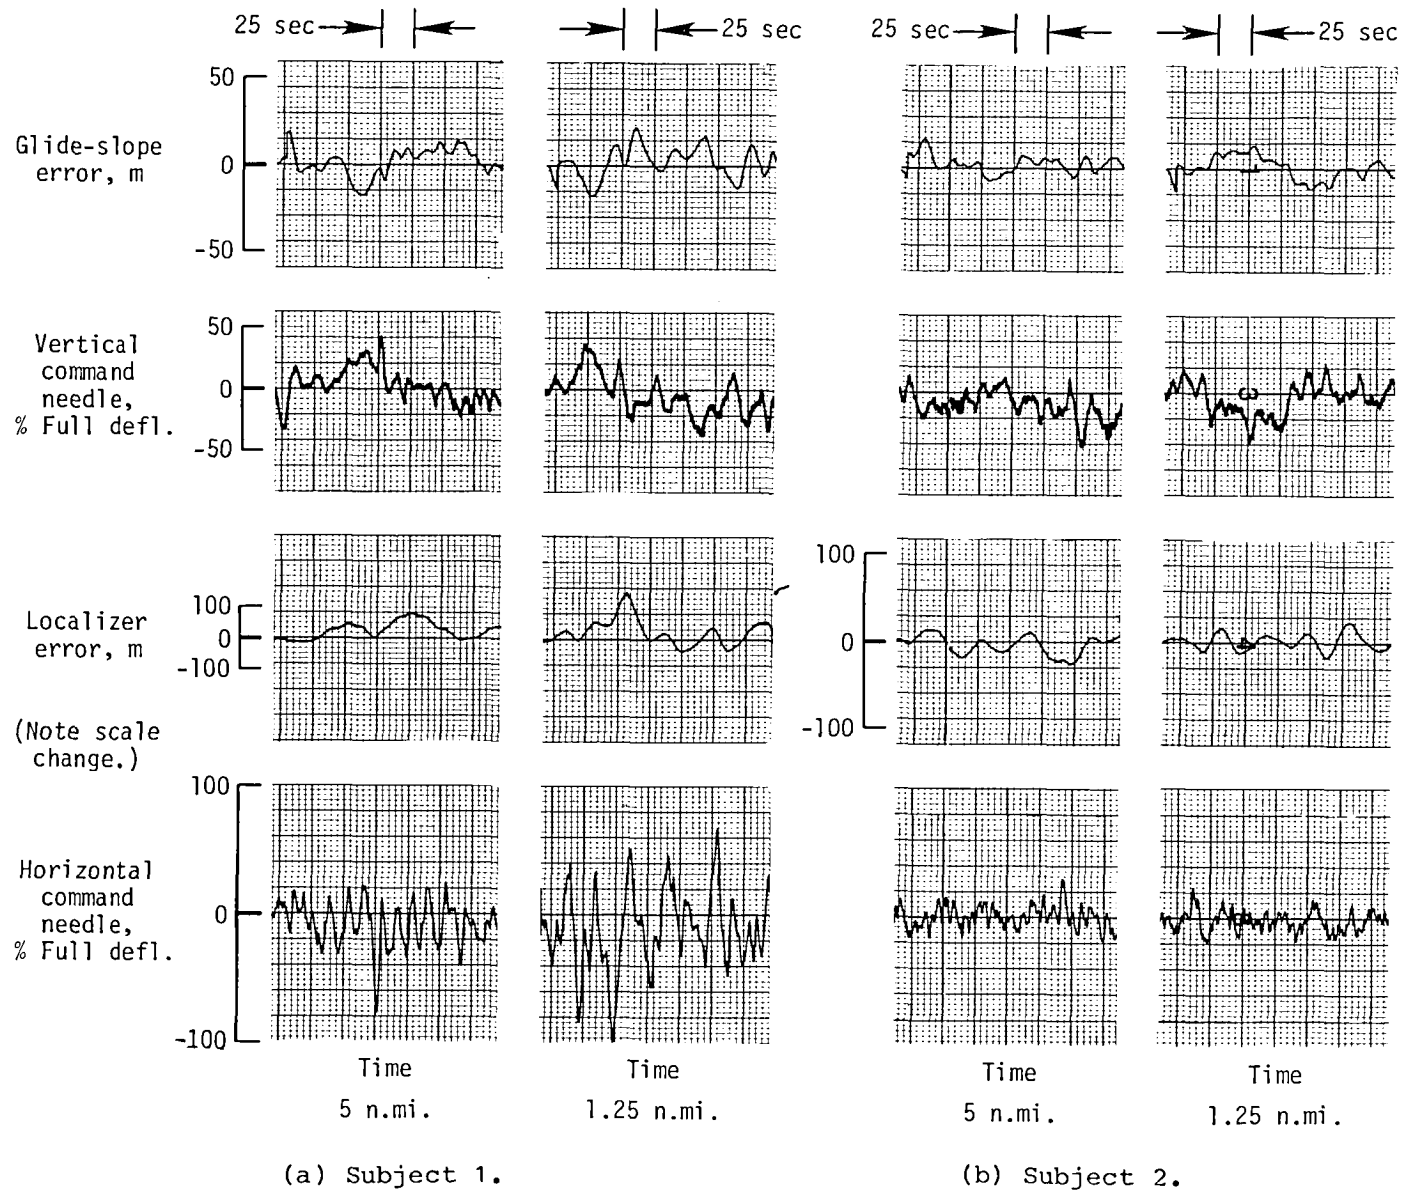 25 sec
25 sec
25 sec
25 sec
50
0
-50
Glide-slope
error, m
50
0
-50
Vertical
command
needle,
% Full defl.
3
100
0
-100
Localizer
error, m
(Note scale
change.)
100
0
-100
100
0
-100
Horizontal
command
needle,
% Full defl.
Time
Time
Time
Time
5 n.mi.
1.25 n.mi.
5 n.mi.
1.25 n.mi.
(a) Subject 1.
(b) Subject 2.